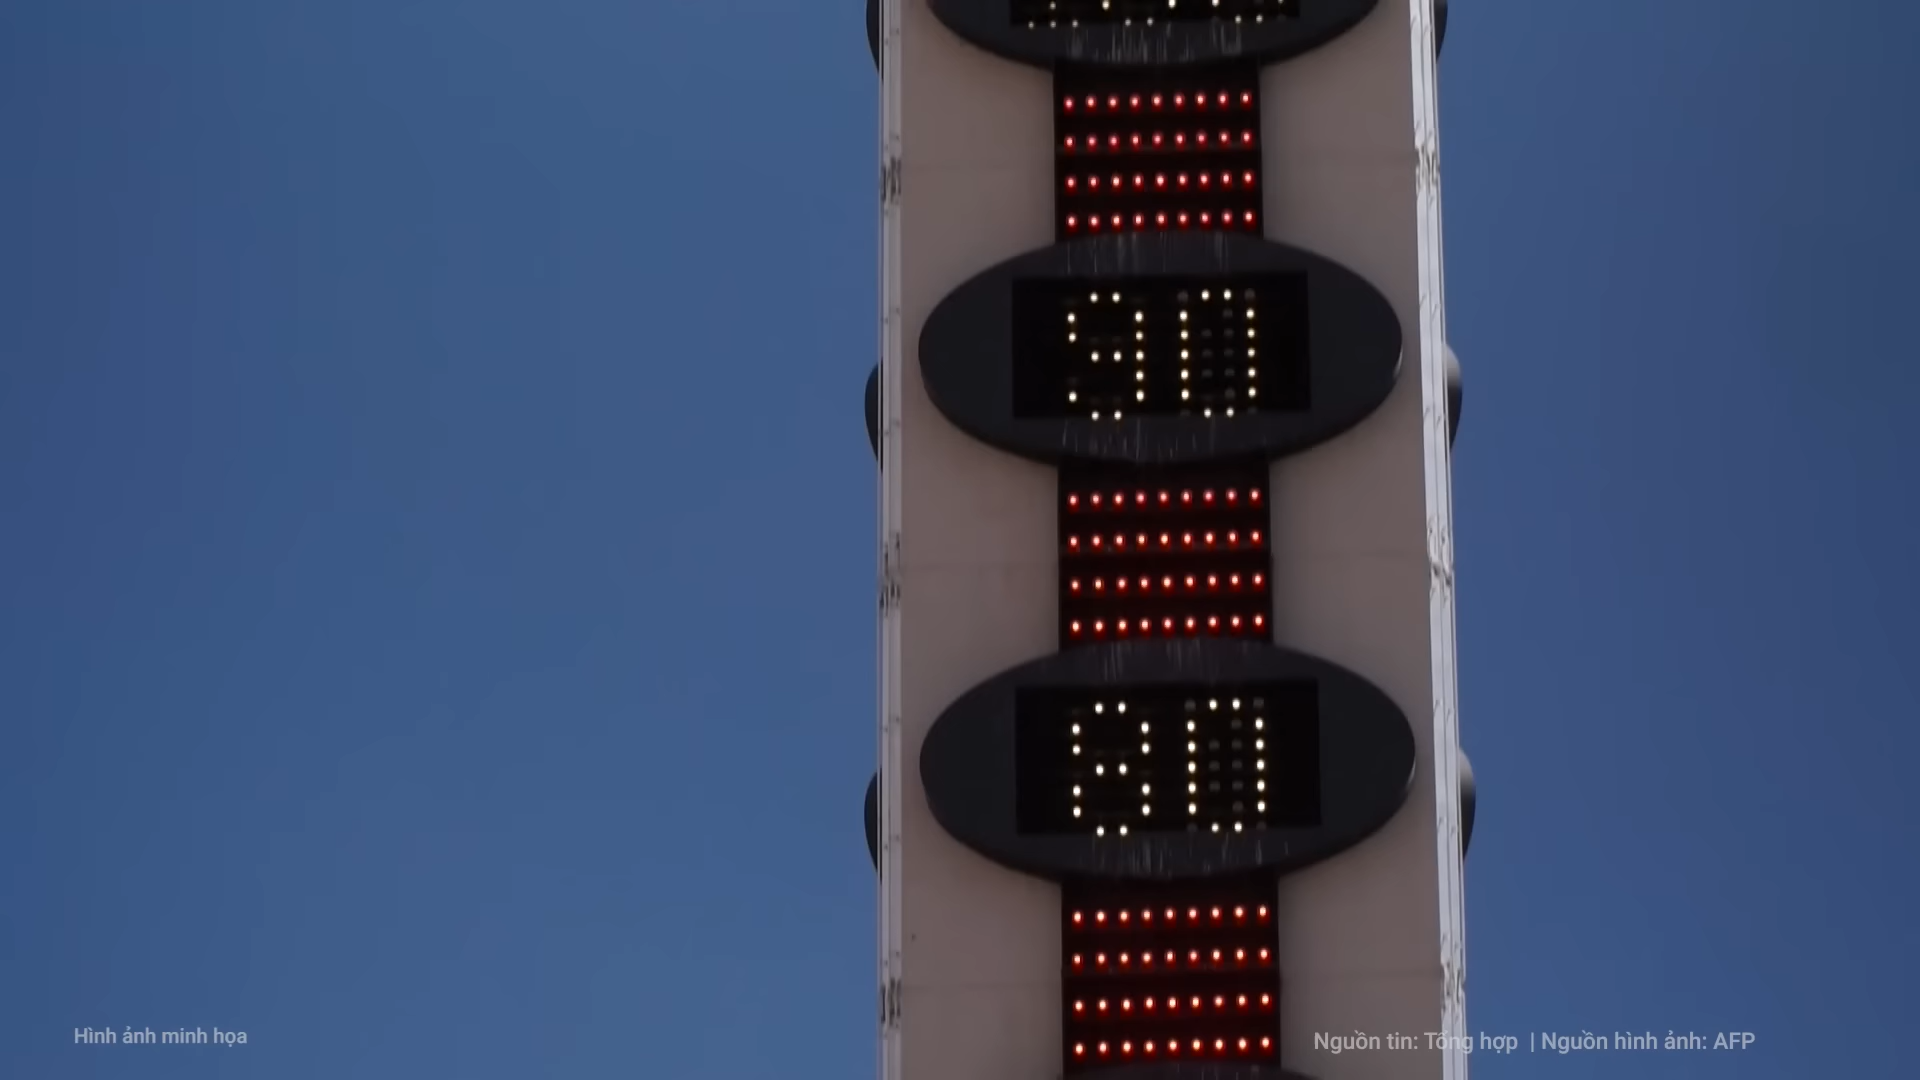 90
80
Hình ảnh minh họa
Nguồn tin: Tổng hợp | Nguồn hình ảnh: AFP